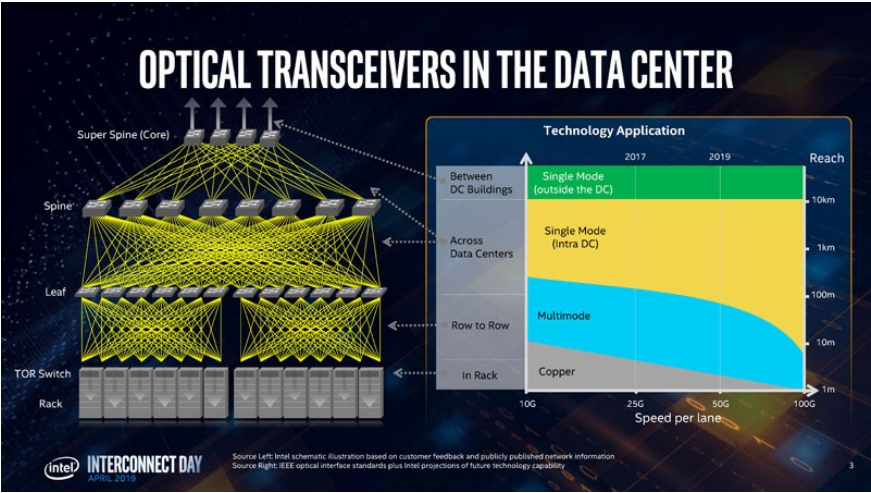 OPTICAL TRANSCEIVERS IN THE DATA CENTER
Super Spine (Core)
Spine
Leaf
TOR Switch
Rack
Technology Application
2017
2019
Reach
Between
DC Buildings
Across
Data Centers
Row to Row
In Rack
Single Mode
(outside the DC)
Single Mode
(Intra DC)
Multimode
Copper
10km
1km
100m
10m
1m
10G
25G
50G
100G
Speed per lane
intel
INTERCONNECT DAY
APRIL 2019
Source Left: Intel schematic illustration based on customer feedback and publicly published network information
Source Right: IEEE optical interface standards plus Intel projections of future technology capability
3